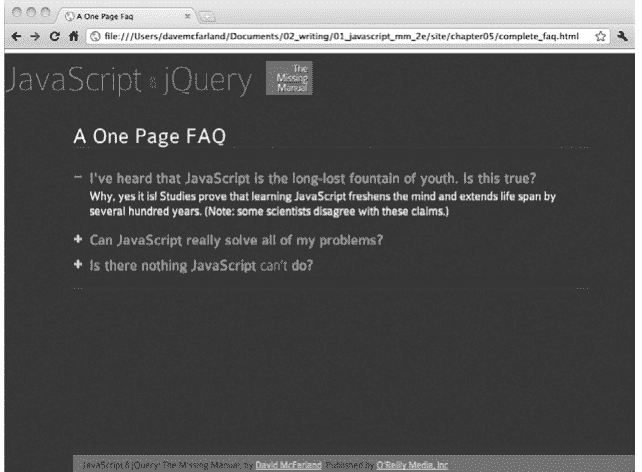 A One Page Faq
file:///Users/davemcfarland/Documents/02_writing/01_javascript_mm_2e/site/chapter05/complete_faq.html
JavaScript & jQuery
The
Missing
Manual
A One Page FAQ
− I've heard that JavaScript is the long-lost fountain of youth. Is this true?
Why, yes it is! Studies prove that learning JavaScript freshens the mind and extends life span by
several hundred years. (Note: some scientists disagree with these claims.)
+ Can JavaScript really solve all of my problems?
+ Is there nothing JavaScript can't do?
JavaScript & jQuery: The Missing Manual, by David McFarland. Published by O'Reilly Media, Inc